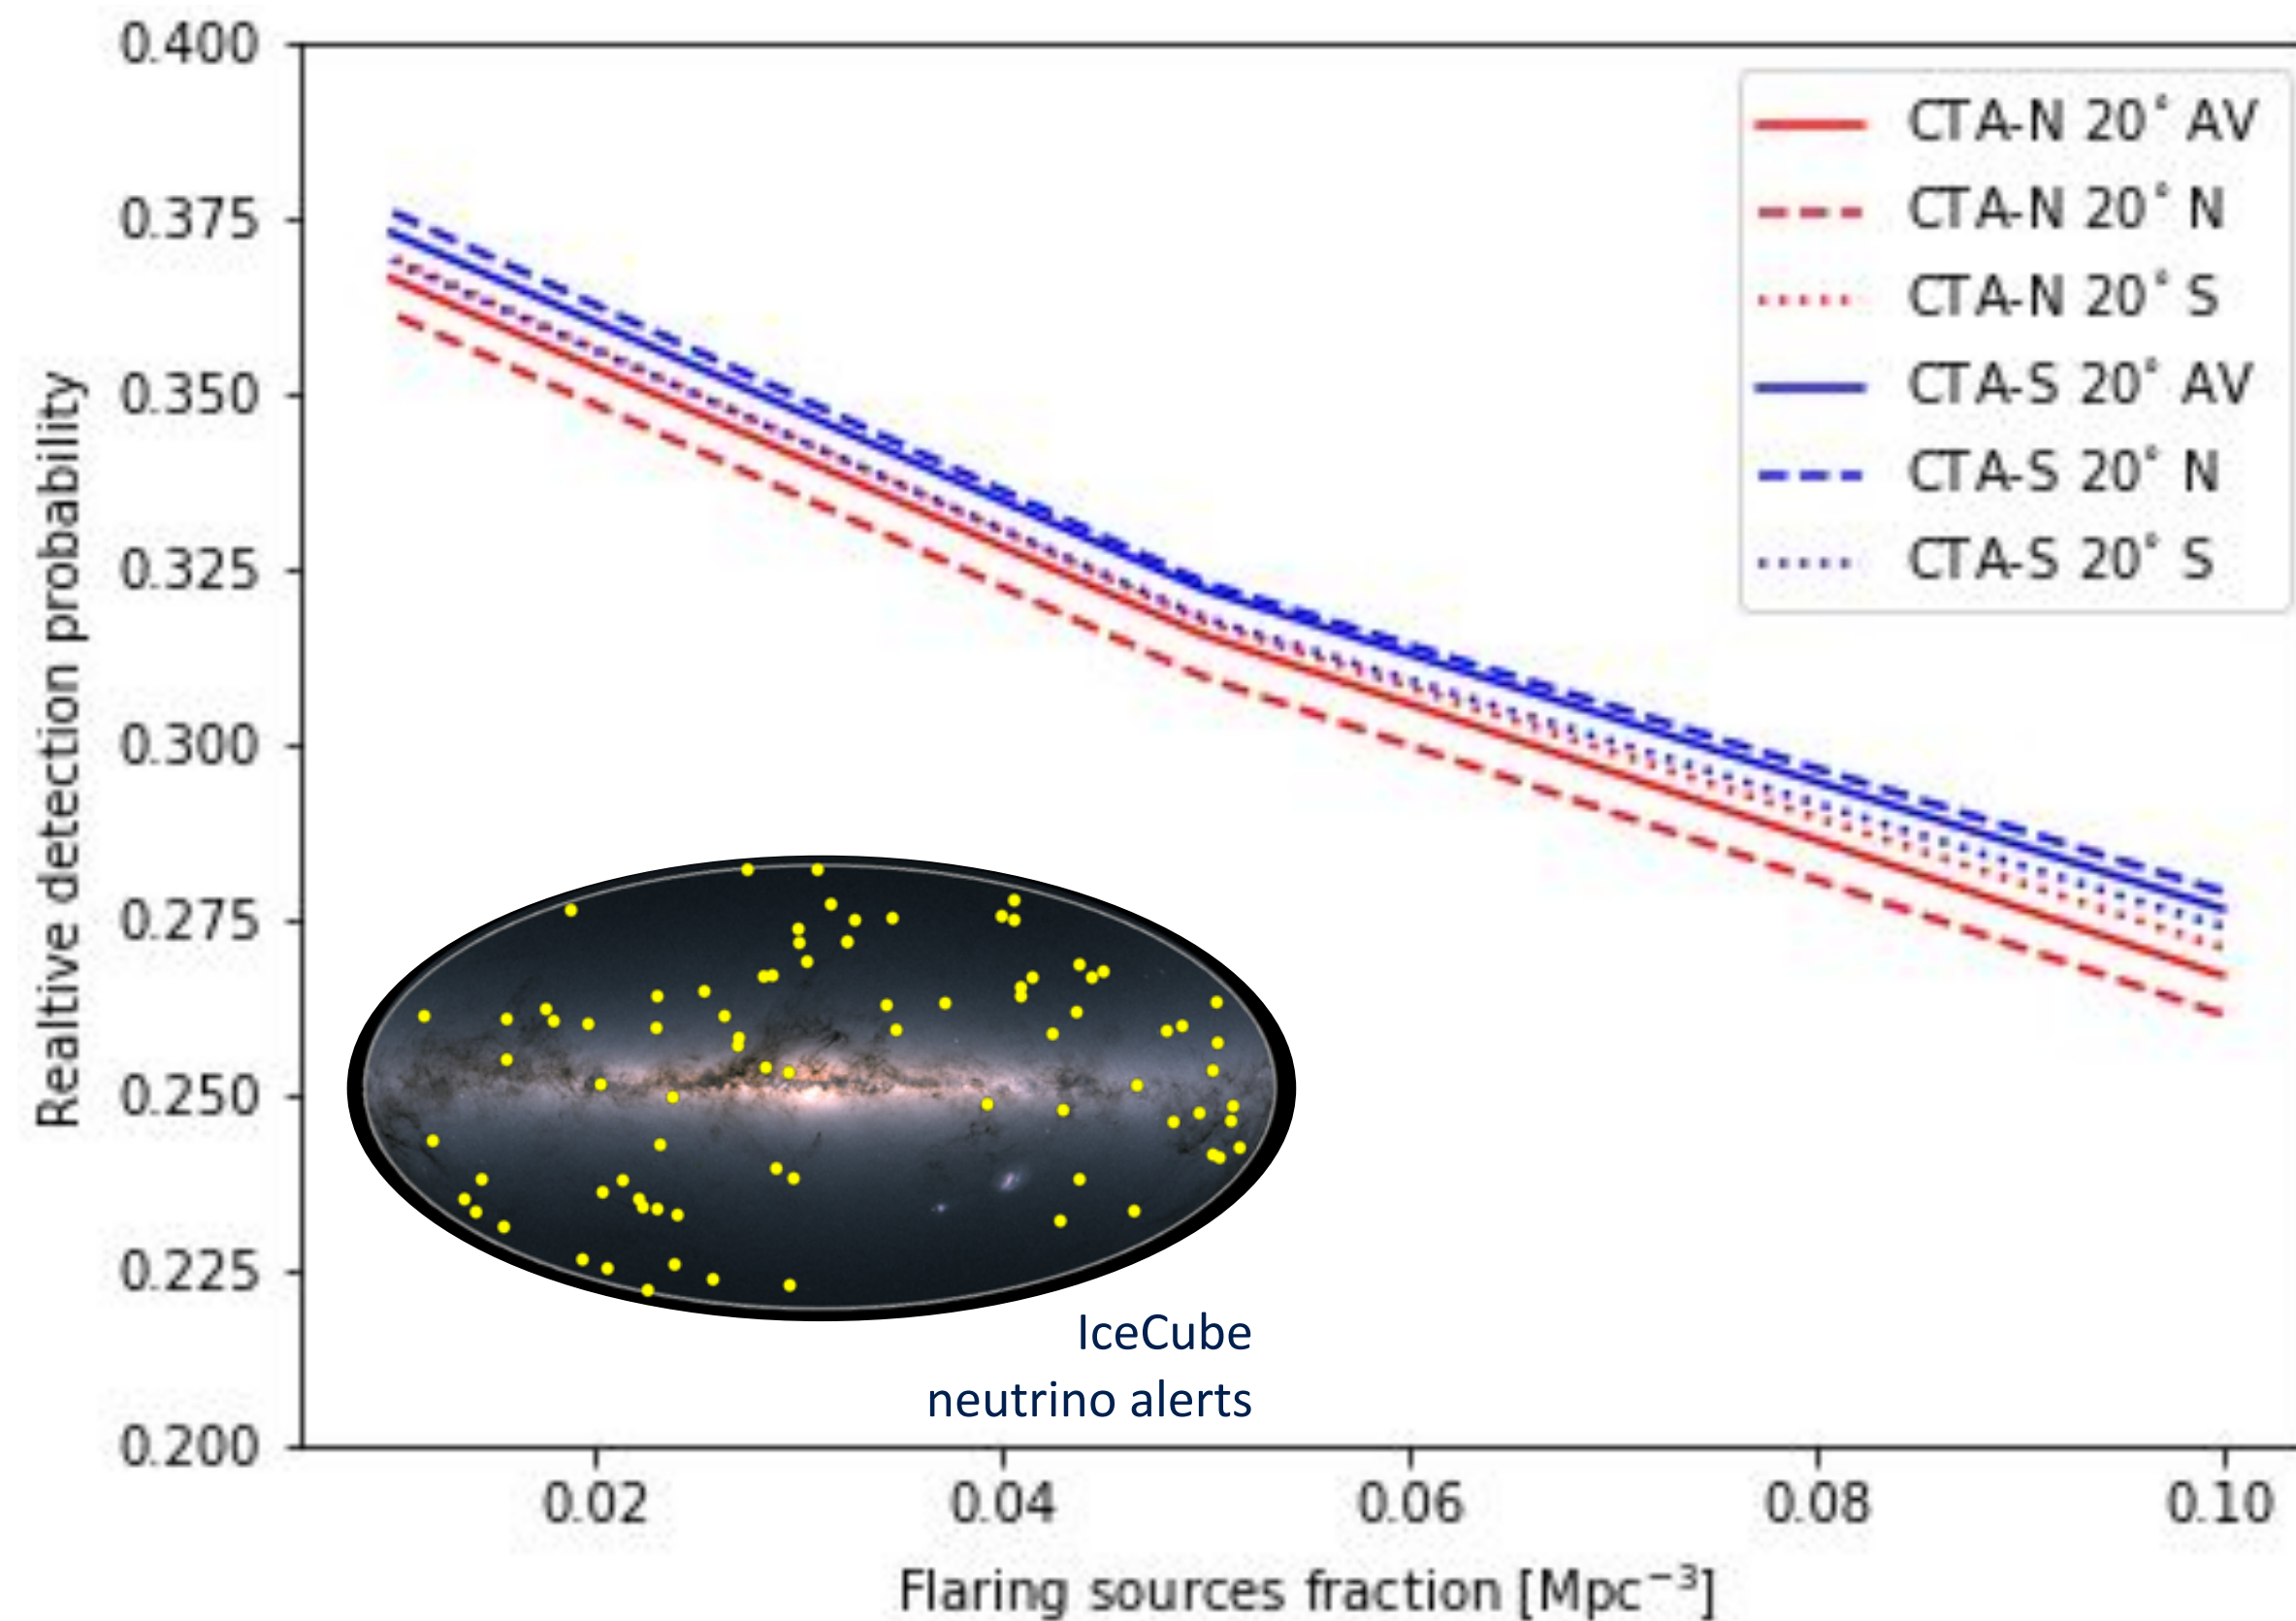 0.400
0.375
0.350
0.325
0.300
0.275
0.250
0.225
0.200
Realtive detection probability
CTA-N 20° AV
CTA-N 20° N
CTA-N 20° S
CTA-S 20° AV
CTA-S 20° N
CTA-S 20° S
IceCube
neutrino alerts
0.02 0.04 0.06 0.08 0.10
Flaring sources fraction [Mpc⁻³]